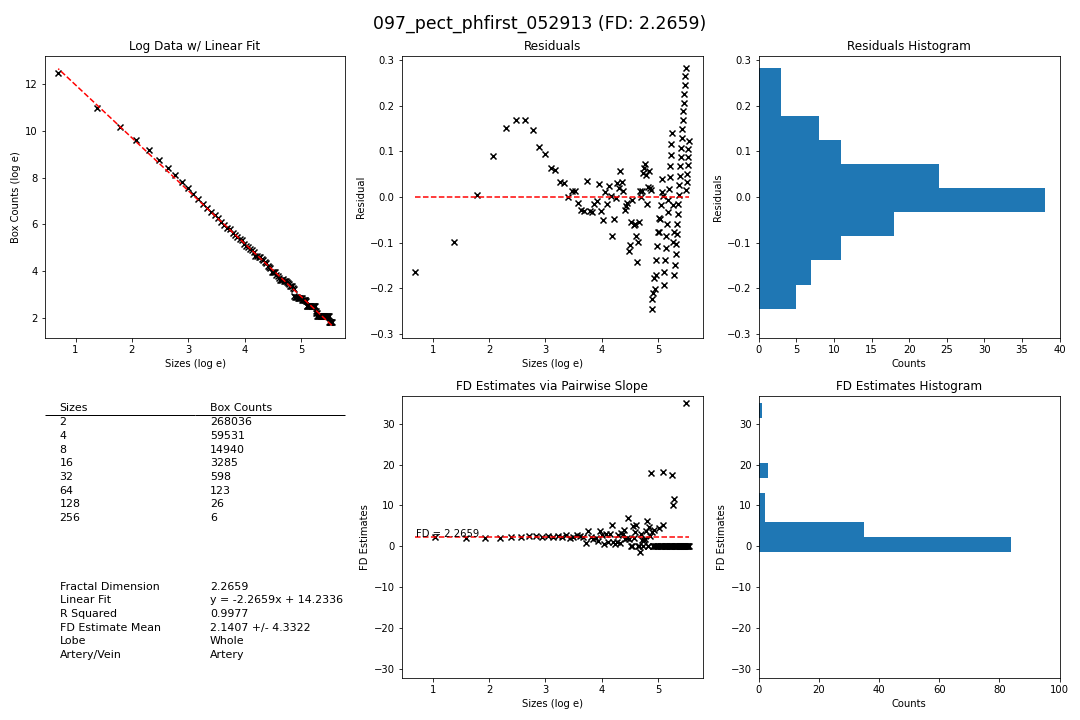 097_pect_phfirst_052913 (FD: 2.2659)
Log Data w/ Linear Fit
Box Counts (log e)
12
10
8
6
4
2
1 2 3 4 5
Sizes (log e)
Residuals
Residual
0.3
0.2
0.1
0.0
−0.1
−0.2
−0.3
1 2 3 4 5
Sizes (log e)
Residuals Histogram
Residuals
0.3
0.2
0.1
0.0
−0.1
−0.2
−0.3
0 5 10 15 20 25 30 35 40
Counts
Sizes Box Counts
2 268036
4 59531
8 14940
16 3285
32 598
64 123
128 26
256 6
Fractal Dimension 2.2659
Linear Fit y = -2.2659x + 14.2336
R Squared 0.9977
FD Estimate Mean 2.1407 +/- 4.3322
Lobe Whole
Artery/Vein Artery
FD Estimates via Pairwise Slope
FD Estimates
30
20
10
0
−10
−20
−30
FD = 2.2659
1 2 3 4 5
Sizes (log e)
FD Estimates Histogram
FD Estimates
30
20
10
0
−10
−20
−30
0 20 40 60 80 100
Counts